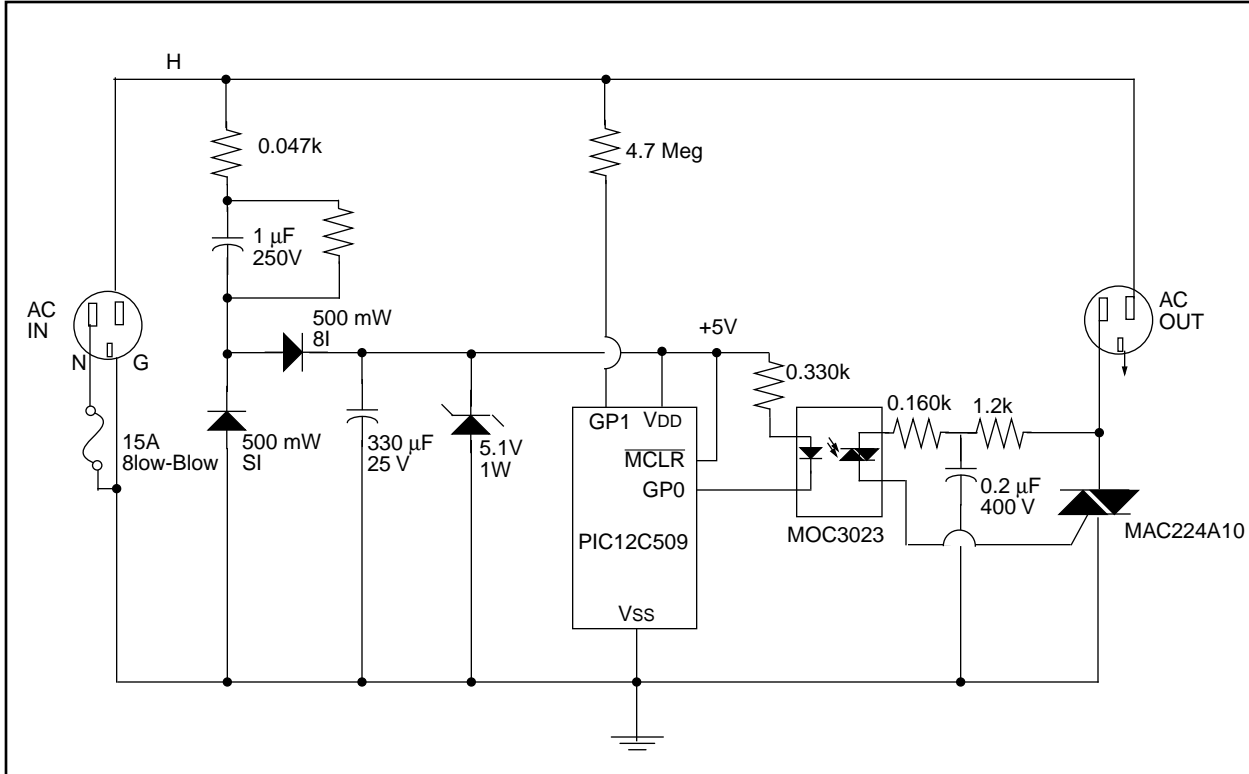 H
0.047k
4.7 Meg
1 µF
250V
AC
IN
N
G
15A
8low-Blow
500 mW
8I
500 mW
SI
330 µF
25 V
5.1V
1W
+5V
0.330k
GP1
VDD
MCLR
GP0
PIC12C509
VSS
MOC3023
0.160k
1.2k
0.2 µF
400 V
AC
OUT
MAC224A10